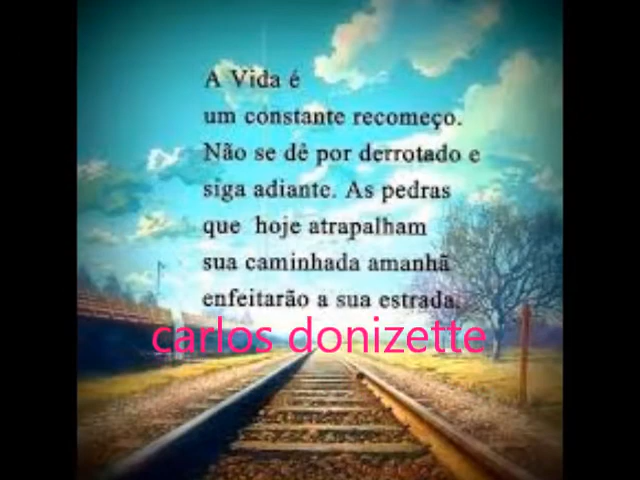 A Vida é
um constante recomeço.
Não se dê por derrotado e
siga adiante. As pedras
que hoje atrapalham
sua caminhada amanhã
enfeitarão a sua estrada.
carlos donizette